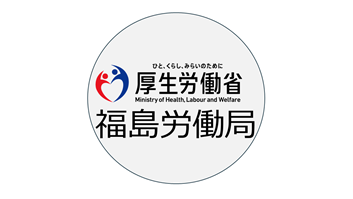 ひと、くらし、みらいのために
厚生労働省
Ministry of Health, Labour and Welfare
福島労働局